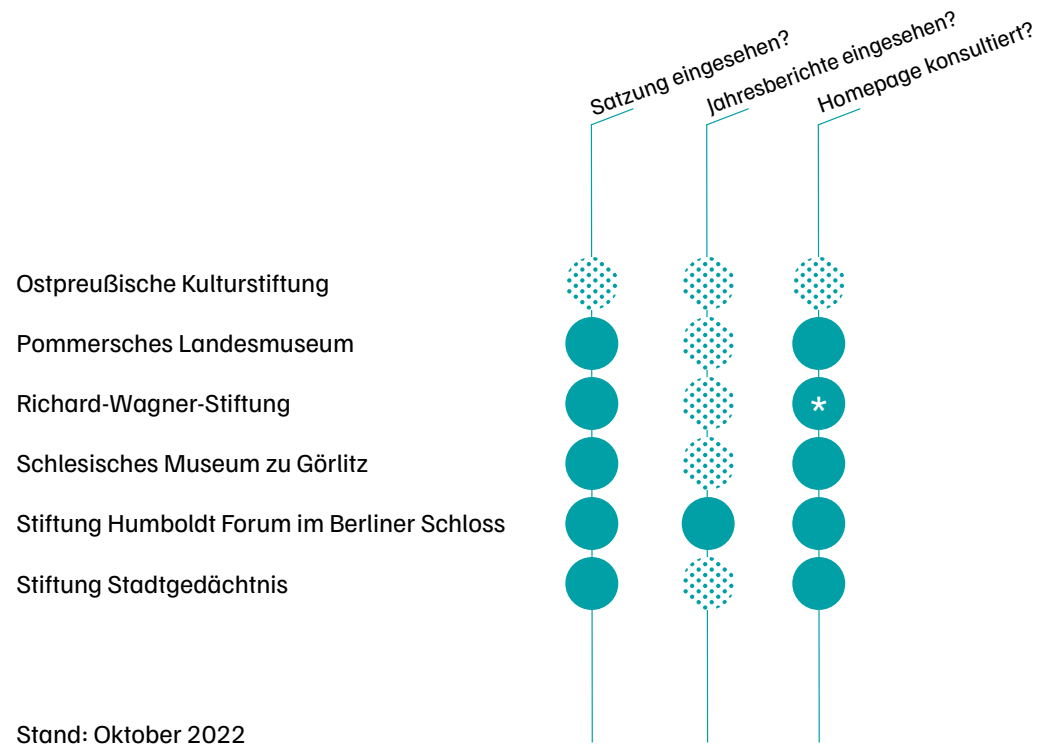 Satzung eingesehen?
Jahresberichte eingesehen?
Homepage konsultiert?
Ostpreußische Kulturstiftung
Pommersches Landesmuseum
Richard-Wagner-Stiftung
*
Schlesisches Museum zu Görlitz
Stiftung Humboldt Forum im Berliner Schloss
Stiftung Stadtgedächtnis
Stand: Oktober 2022